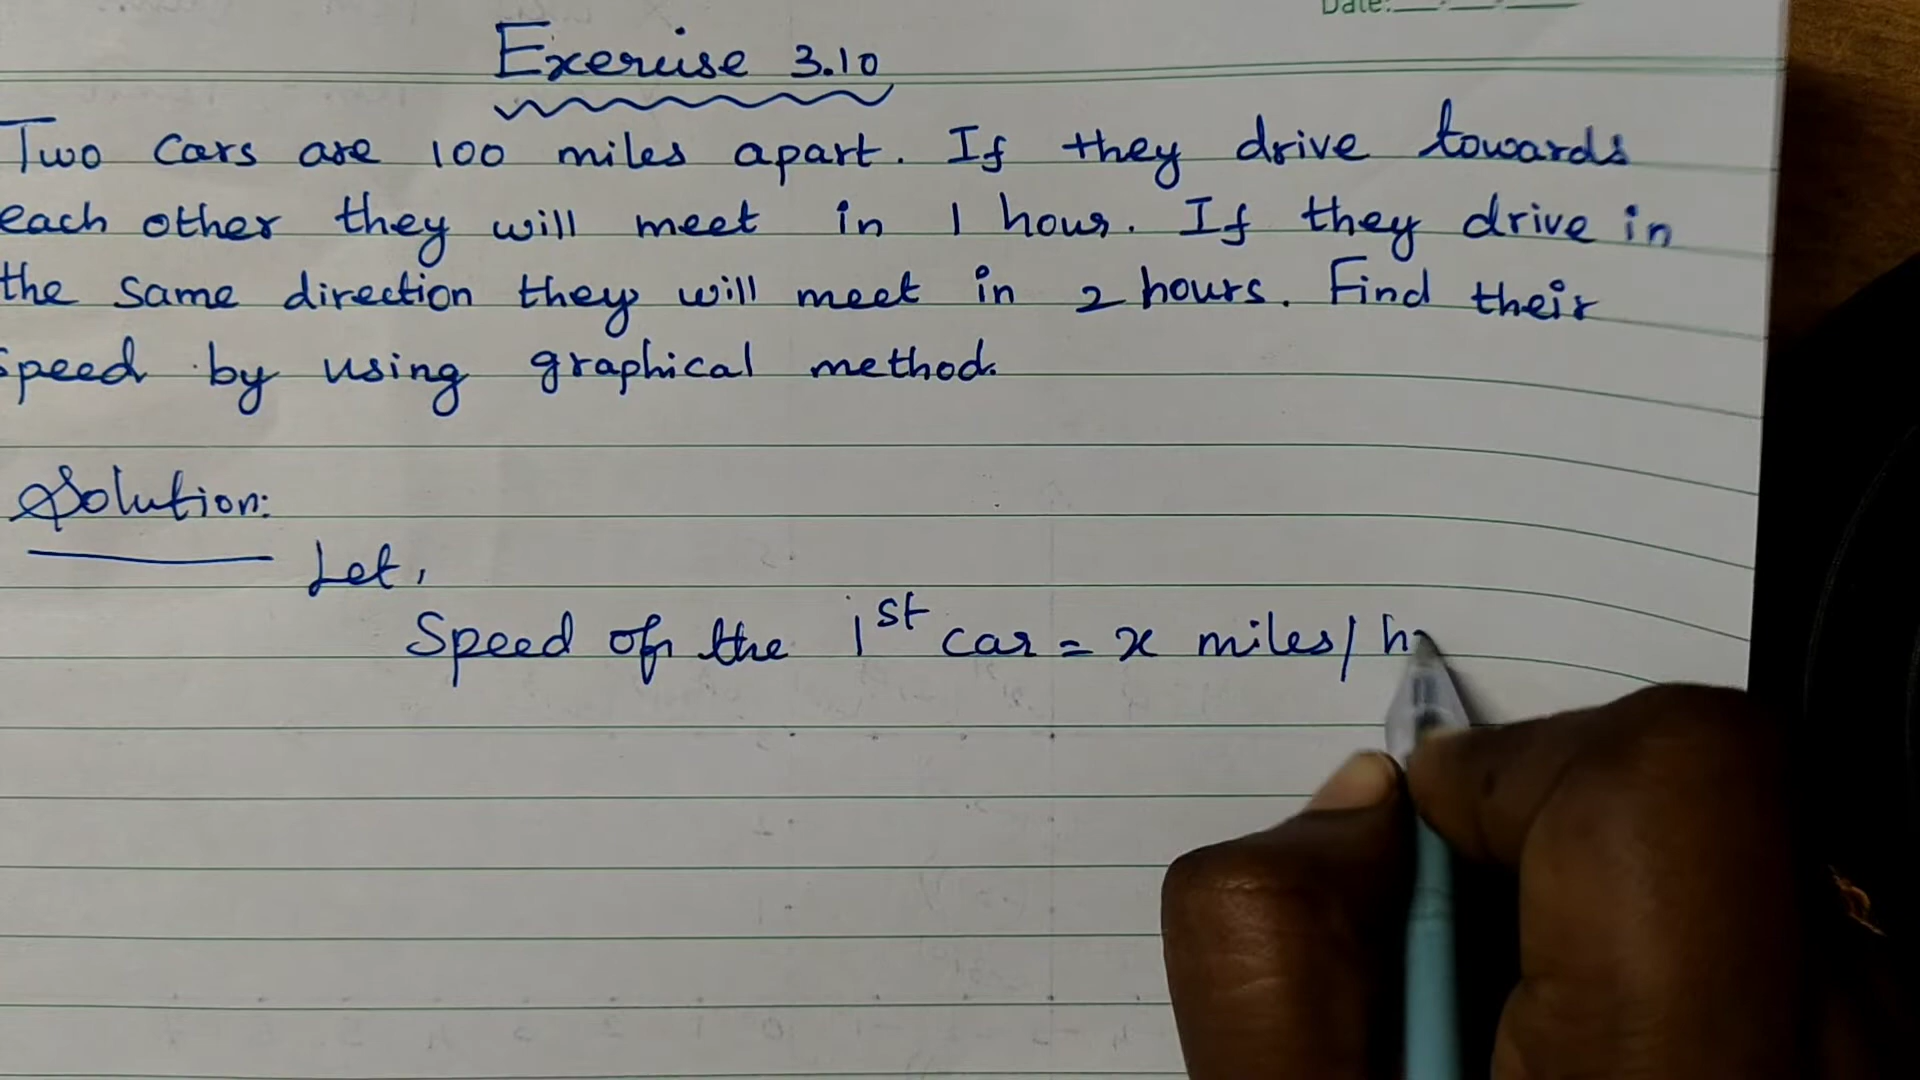 Date:
Exercise 3.10
Two cars are 100 miles apart. If they drive towards
each other they will meet in 1 hour. If they drive in
the same direction they will meet in 2 hours. Find their
speed by using graphical method.
Solution:
Let,
Speed of the 1st car = x miles/h